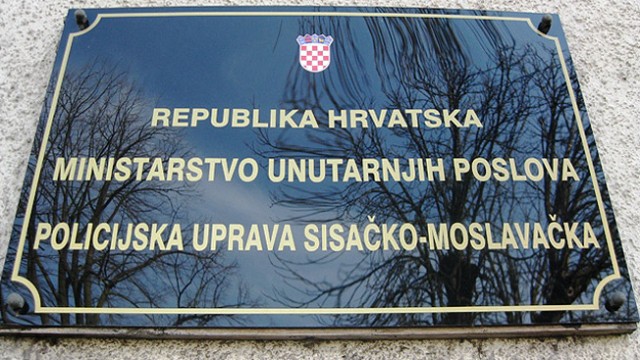 REPUBLIKA HRVATSKA
MINISTARSTVO UNUTARNJIH POSLOVA
POLICIJSKA UPRAVA SISAČKO-MOSLAVAČKA